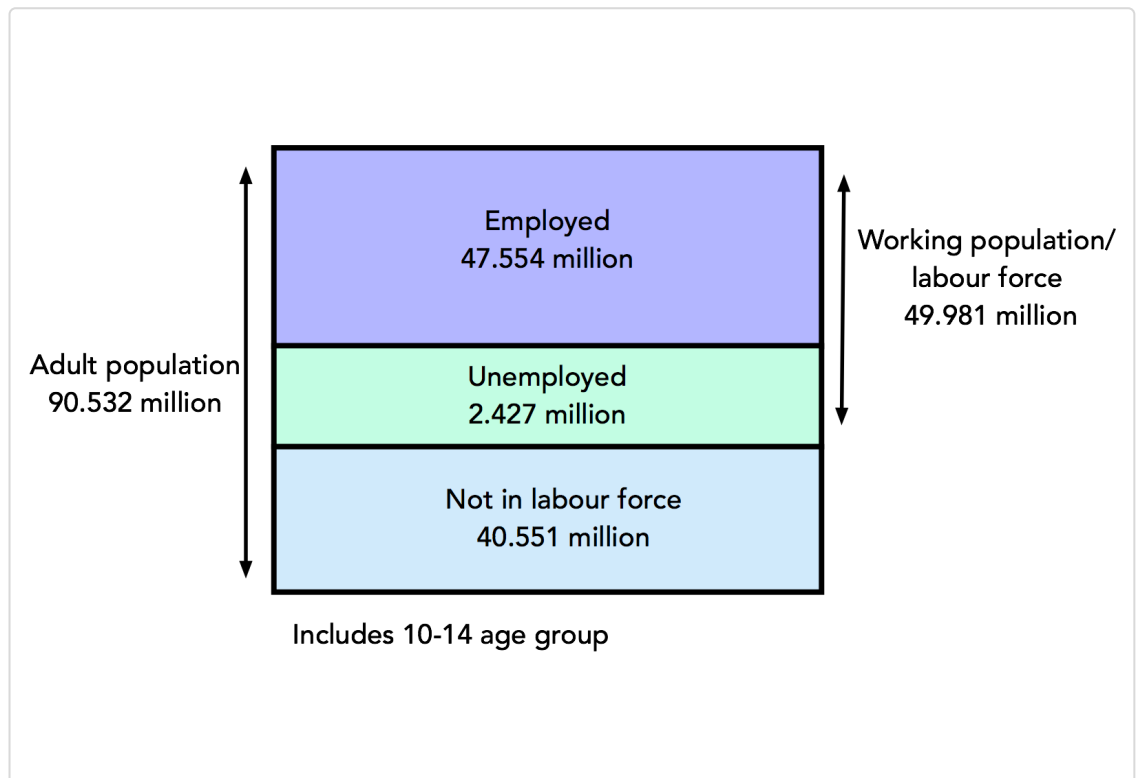 Employed
47.554 million
Working population/
labour force
49.981 million
Adult population
90.532 million
Unemployed
2.427 million
Not in labour force
40.551 million
Includes 10-14 age group